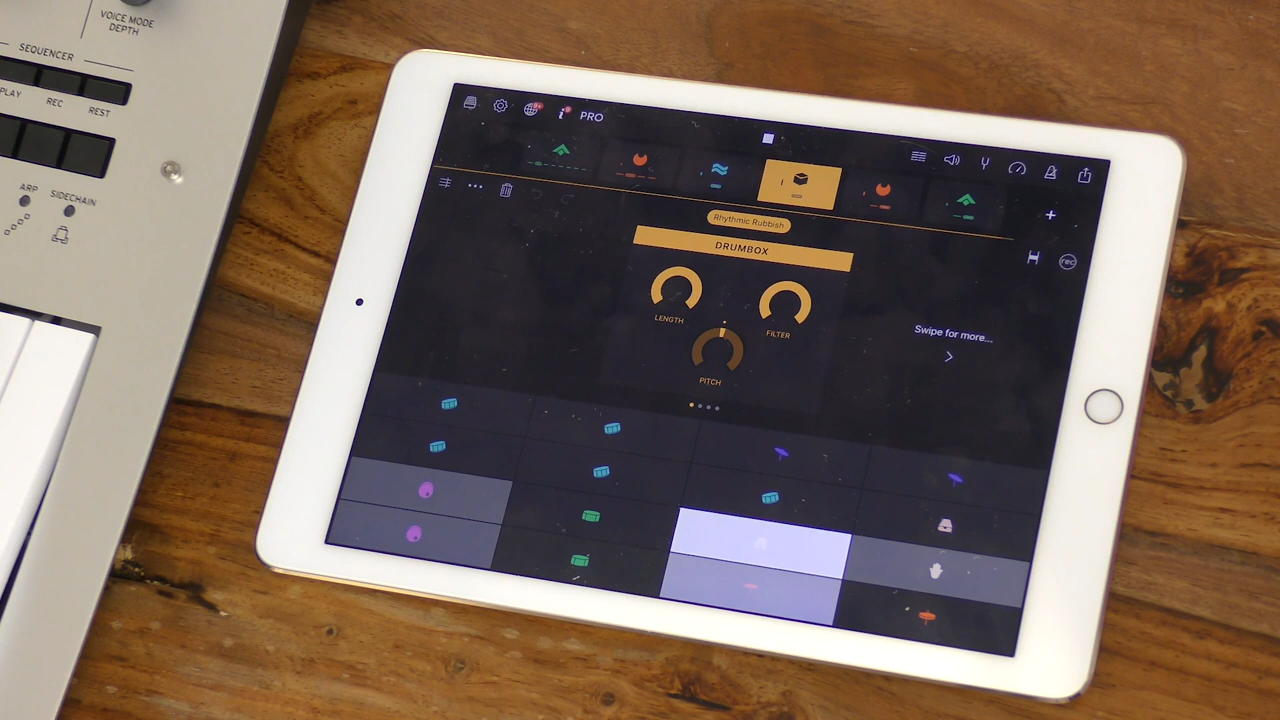 VOICE MODE
DEPTH
SEQUENCER
PLAY
REC
REST
ARP
SIDECHAIN
PRO
Rhythmic Rubbish
DRUMBOX
LENGTH
FILTER
PITCH
Swipe for more...
rec